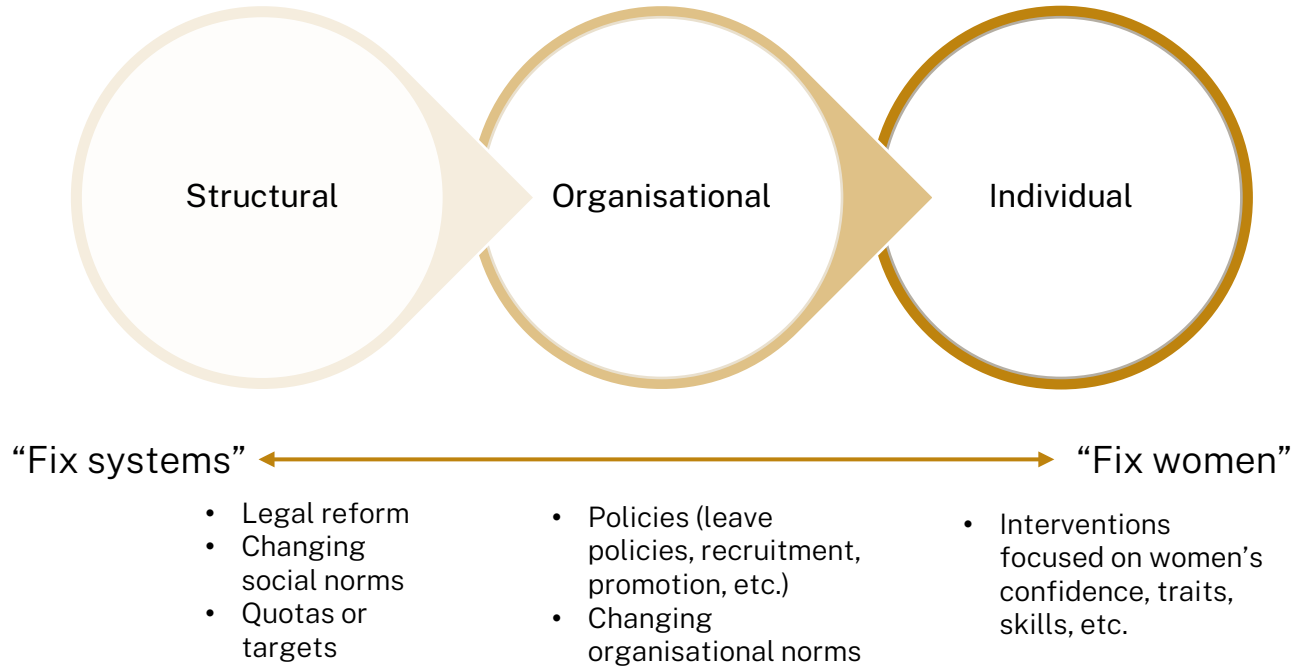 Structural
Organisational
Individual
“Fix systems”
“Fix women”
• Legal reform
• Changing
social norms
• Quotas or
targets
• Policies (leave
policies, recruitment,
promotion, etc.)
• Changing
organisational norms
• Interventions
focused on women’s
confidence, traits,
skills, etc.